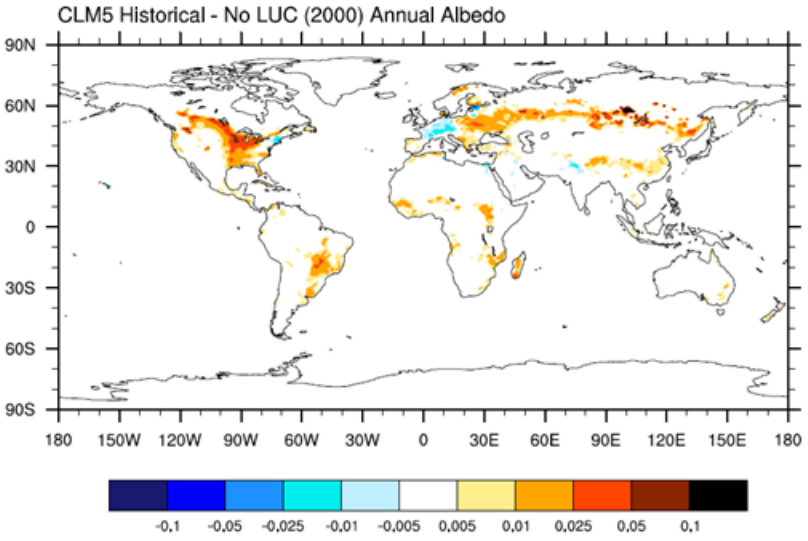 CLM5 Historical - No LUC (2000) Annual Albedo
90N
60N
30N
0
30S
60S
90S
180 150W 120W 90W 60W 30W 0 30E 60E 90E 120E 150E 180
-0.1 -0.05 -0.025 -0.01 -0.005 0.005 0.01 0.025 0.05 0.1